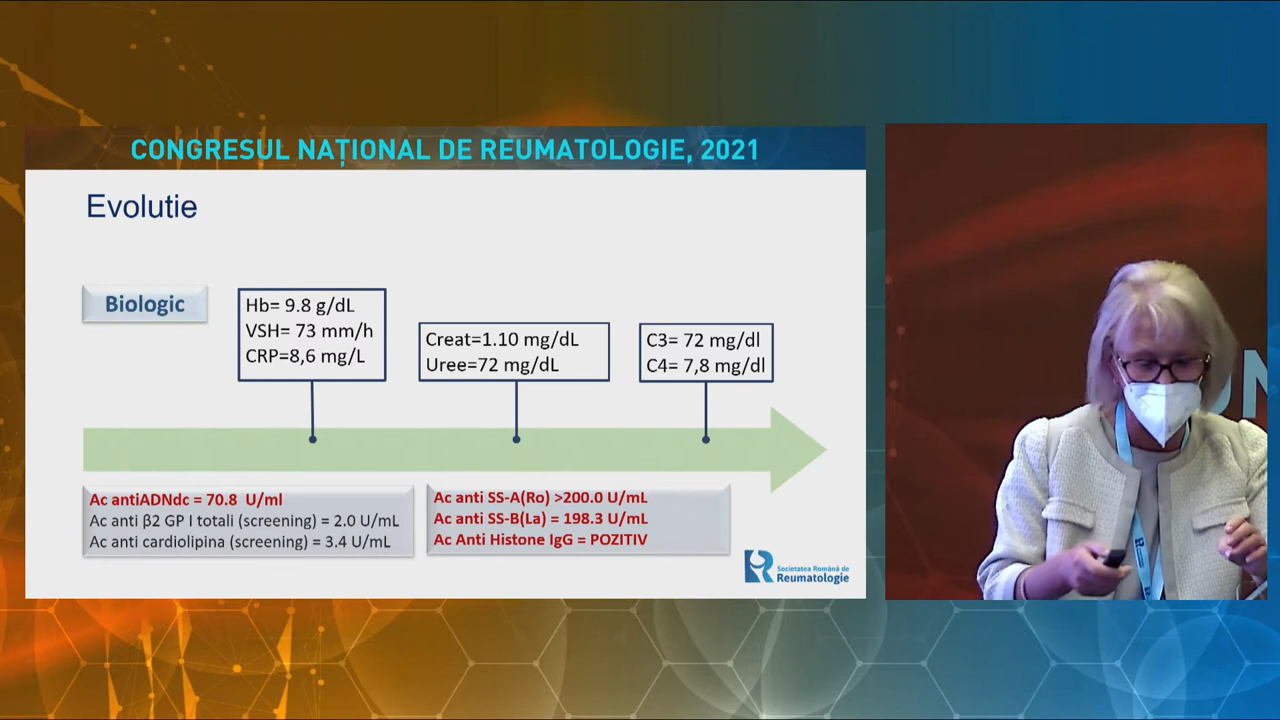 CONGRESUL NAȚIONAL DE REUMATOLOGIE, 2021
Evolutie
Biologic
Hb= 9.8 g/dL
VSH= 73 mm/h
CRP=8,6 mg/L
Creat=1.10 mg/dL
Uree=72 mg/dL
C3= 72 mg/dl
C4= 7,8 mg/dl
Ac antiADNdc = 70.8 U/ml
Ac anti β2 GP I totali (screening) = 2.0 U/mL
Ac anti cardiolipina (screening) = 3.4 U/mL
Ac anti SS-A(Ro) >200.0 U/mL
Ac anti SS-B(La) = 198.3 U/mL
Ac Anti Histone IgG = POZITIV
Societatea Română de
Reumatologie